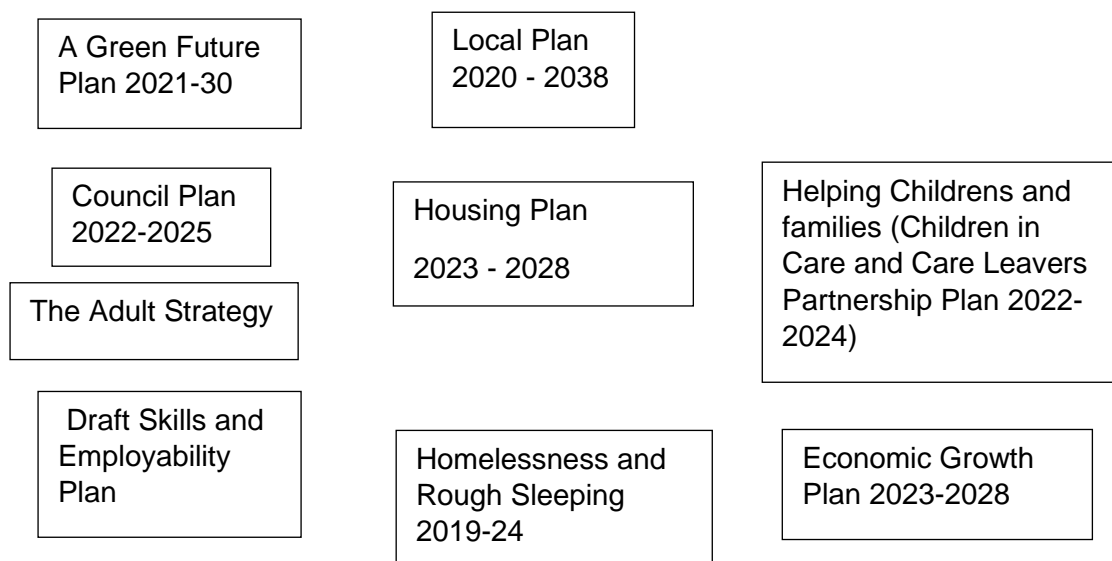 A Green Future
Plan 2021-30
Local Plan
2020 - 2038
Council Plan
2022-2025
Housing Plan
2023 - 2028
Helping Childrens and
families (Children in
Care and Care Leavers
Partnership Plan 2022-
2024)
The Adult Strategy
Draft Skills and
Employability
Plan
Homelessness and
Rough Sleeping
2019-24
Economic Growth
Plan 2023-2028